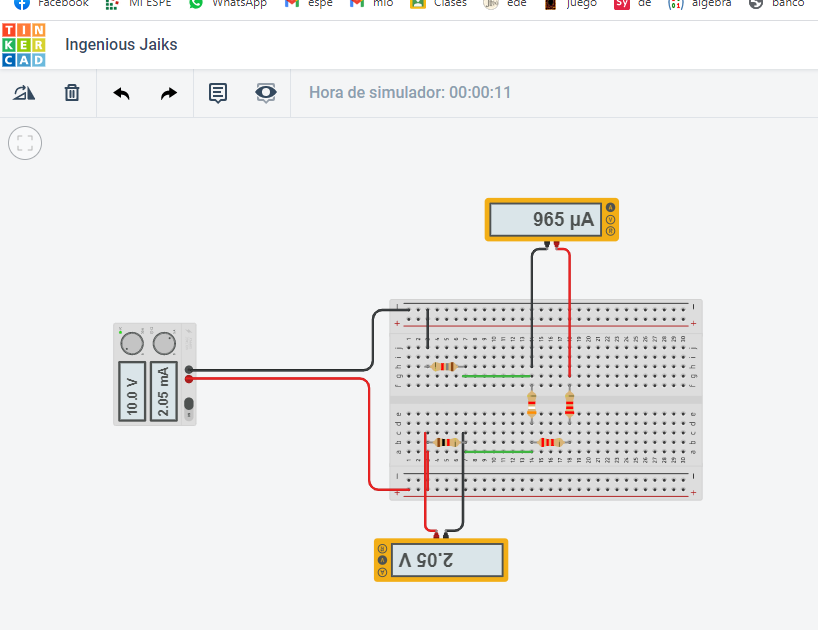 Facebook MI ESPE WhatsApp espe mio Clases ede juego Sy de algebra banco
TIN
KER
CAD
Ingenious Jaiks
Hora de simulador: 00:00:11
965 µA
A
V
R
10.0 V
2.05 mA
2.05 V